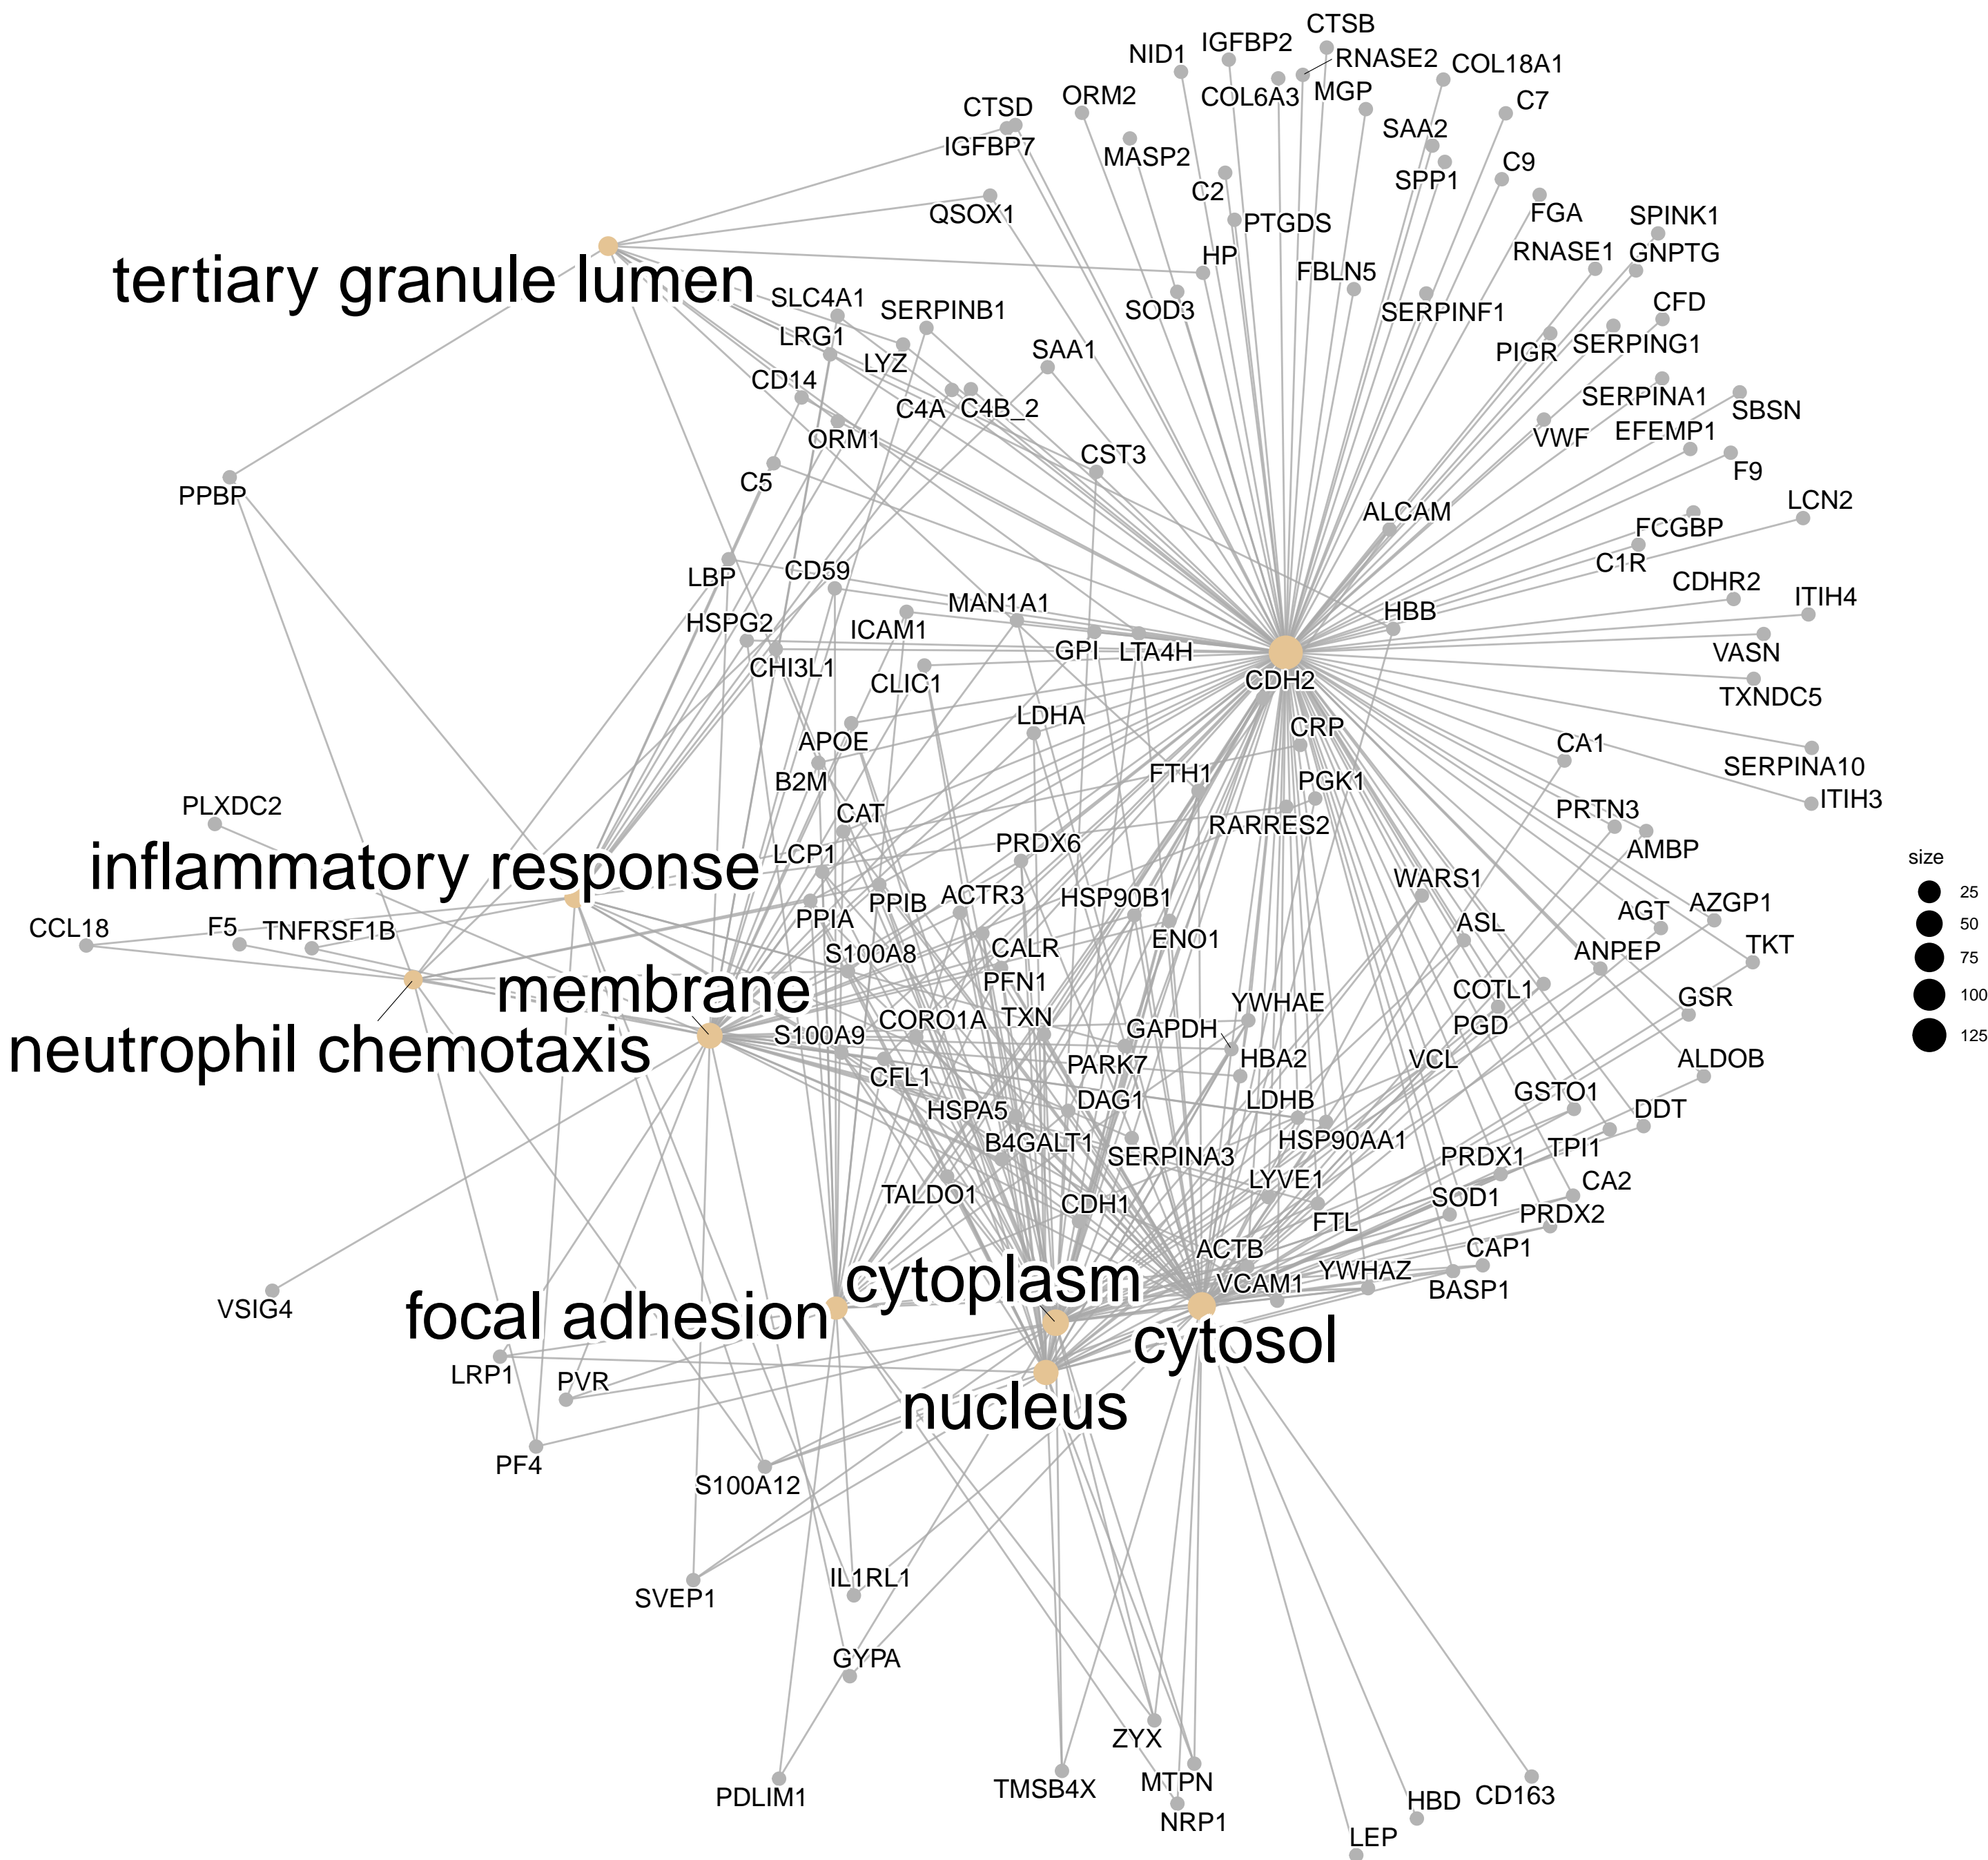 CTSB
IGFBP2
NID1
RNASE2
COL18A1
COL6A3
MGP
ORM2
C7
CTSD
SAA2
IGFBP7
MASP2
C9
C2
SPP1
QSOX1
FGA
SPINK1
PTGDS
RNASE1
GNPTG
HP
FBLN5
tertiary granule lumen
SLC4A1
SERPINB1
SOD3
SERPINF1
CFD
LRG1
LYZ
SAA1
PIGR
SERPING1
CD14
C4A
C4B_2
SERPINA1
SBSN
ORM1
VWF
EFEMP1
CST3
F9
C5
PPBP
ALCAM
LCN2
FCGBP
C1R
LBP
CD59
CDHR2
MAN1A1
HBB
ITIH4
HSPG2
ICAM1
GPI
LTA4H
VASN
CHI3L1
CLIC1
CDH2
TXNDC5
LDHA
CRP
APOE
CA1
SERPINA10
B2M
FTH1
PGK1
ITIH3
PLXDC2
CAT
RARRES2
PRTN3
AMBP
inflammatory response
LCP1
PRDX6
size
WARS1
25
PPIB
ACTR3
HSP90B1
AGT
AZGP1
CCL18
F5
TNFRSF1B
PPIA
ASL
50
S100A8
CALR
ENO1
ANPEP
TKT
75
membrane
PFN1
COTL1
GSR
100
YWHAE
S100A9
CORO1A
TXN
GAPDH
PGD
125
neutrophil chemotaxis
HBA2
VCL
ALDOB
CFL1
PARK7
GSTO1
HSPA5
DAG1
LDHB
DDT
B4GALT1
HSP90AA1
TPI1
SERPINA3
PRDX1
TALDO1
LYVE1
CA2
CDH1
SOD1
FTL
PRDX2
ACTB
CAP1
cytoplasm
VCAM1
YWHAZ
BASP1
VSIG4
focal adhesion
cytosol
LRP1
PVR
nucleus
PF4
S100A12
SVEP1
IL1RL1
GYPA
ZYX
PDLIM1
TMSB4X
MTPN
NRP1
HBD
CD163
LEP